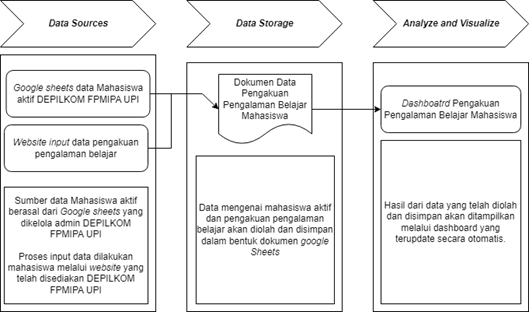 Data Sources
Data Storage
Analyze and Visualize
Google sheets data Mahasiswa
aktif DEPILKOM FPMIPA UPI
Website input data pengakuan
pengalaman belajar
Sumber data Mahasiswa aktif
berasal dari Google sheets yang
dikelola admin DEPILKOM
FPMIPA UPI
Proses input data dilakukan
mahasiswa melalui website yang
telah disediakan DEPILKOM
FPMIPA UPI
Dokumen Data
Pengakuan
Pengalaman Belajar
Mahasiswa
Data mengenai mahasiswa aktif
dan pengakuan pengalaman
belajar akan diolah dan disimpan
dalam bentuk dokumen google
Sheets
Dashboatrd Pengakuan
Pengalaman Belajar Mahasiswa
Hasil dari data yang telah diolah
dan disimpan akan ditampilkan
melalui dashboard yang
terupdate secara otomatis.